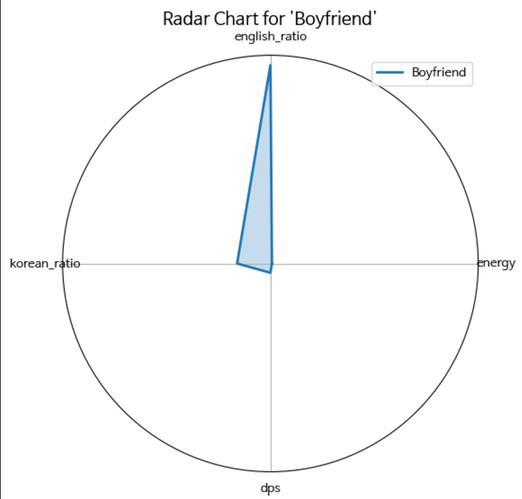 Radar Chart for 'Boyfriend'
english_ratio
Boyfriend
korean_ratio
energy
dps